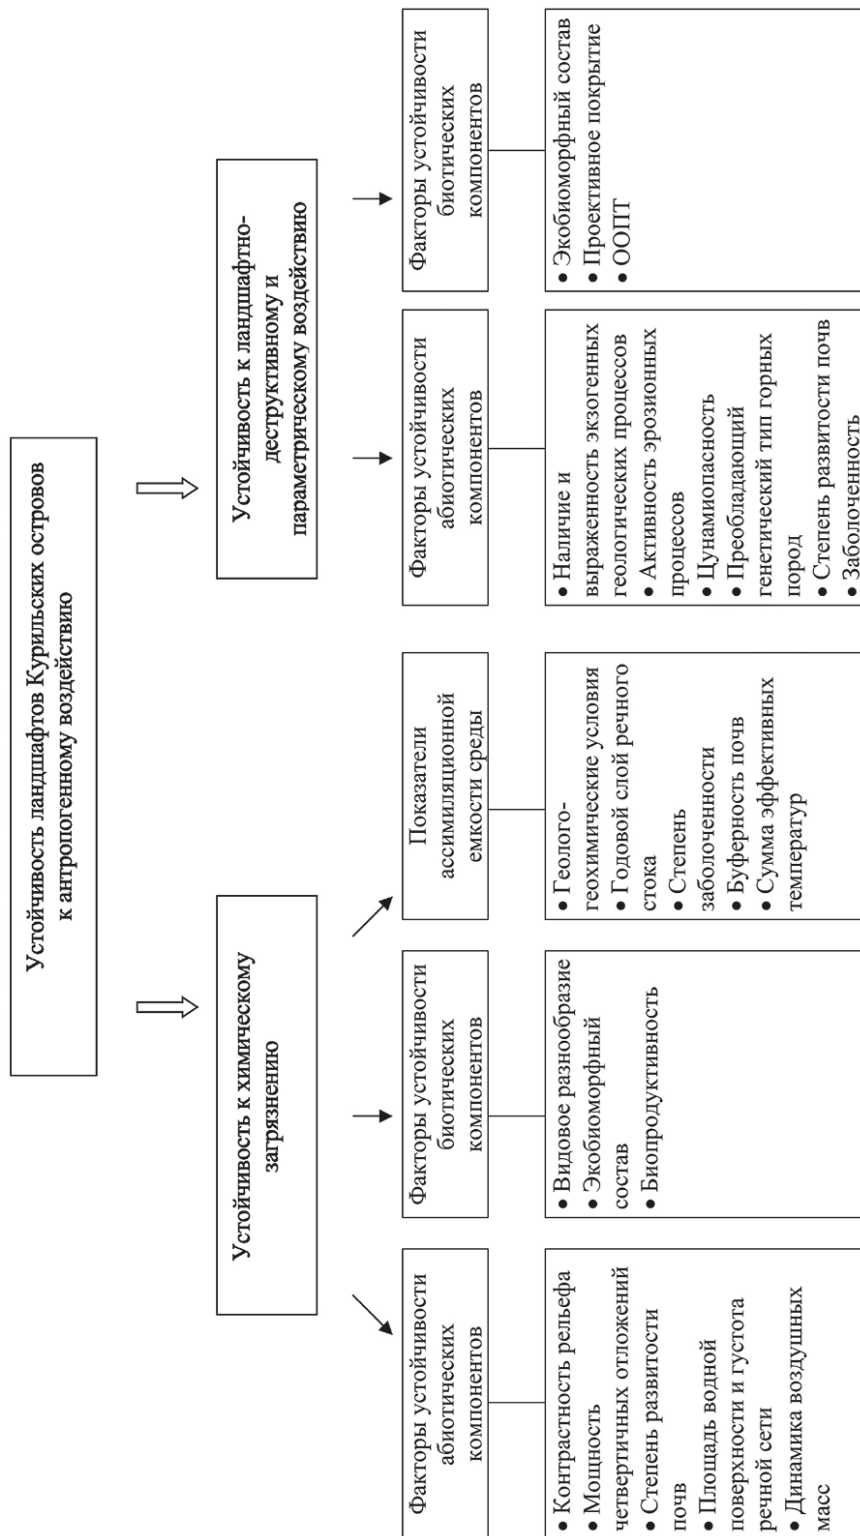 Устойчивость ландшафтов Курильских островов
к антропогенному воздействию
Устойчивость к химическому
загрязнению
Устойчивость к ландшафтно-
деструктивному и
параметрическому воздействию
Факторы устойчивости
абиотических
компонентов
Факторы устойчивости
биотических
компонентов
Показатели
ассимиляционной
емкости среды
Факторы устойчивости
абиотических
компонентов
Факторы устойчивости
биотических
компонентов
• Контрастность рельефа
• Мощность
четвертичных отложений
• Степень развитости
почв
• Площадь водной
поверхности и густота
речной сети
• Динамика воздушных
масс
• Видовое разнообразие
• Экобиоморфный
состав
• Биопродуктивность
• Геолого-
геохимические условия
• Годовой слой речного
стока
• Степень
заболоченности
• Буферность почв
• Сумма эффективных
температур
• Наличие и
выраженность экзогенных
геологических процессов
• Активность эрозионных
процессов
• Цунамиопасность
• Преобладающий
генетический тип горных
пород
• Степень развитости почв
• Заболоченность
• Экобиоморфный состав
• Проективное покрытие
• ООПТ